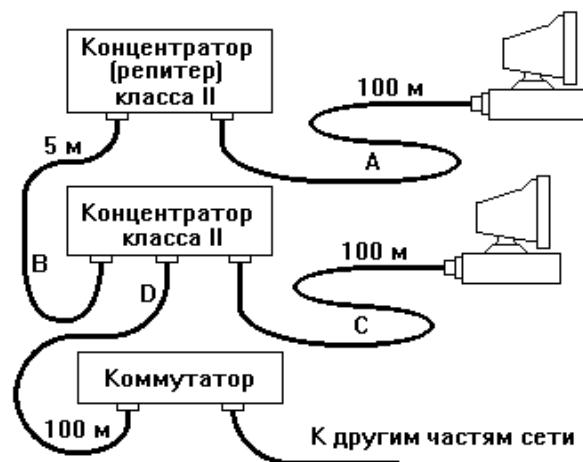 Концентратор
(репитер)
класса II
100 м
5 м
A
Концентратор
класса II
100 м
B
D
C
Коммутатор
100 м
К другим частям сети